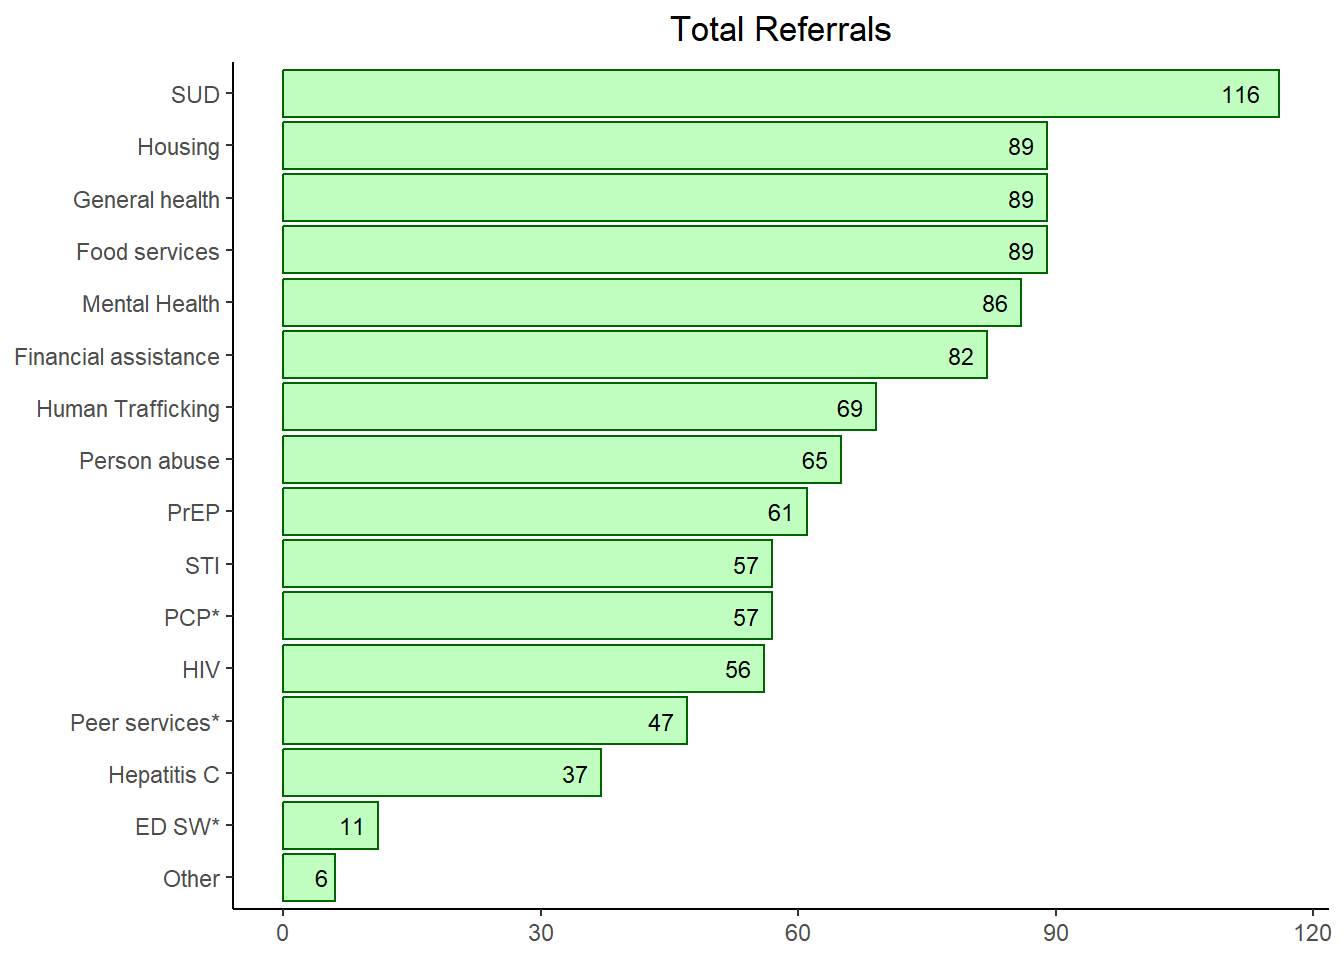 Total Referrals
SUD 116
Housing 89
General health 89
Food services 89
Mental Health 86
Financial assistance 82
Human Trafficking 69
Person abuse 65
PrEP 61
STI 57
PCP* 57
HIV 56
Peer services* 47
Hepatitis C 37
ED SW* 11
Other 6
0 30 60 90 120